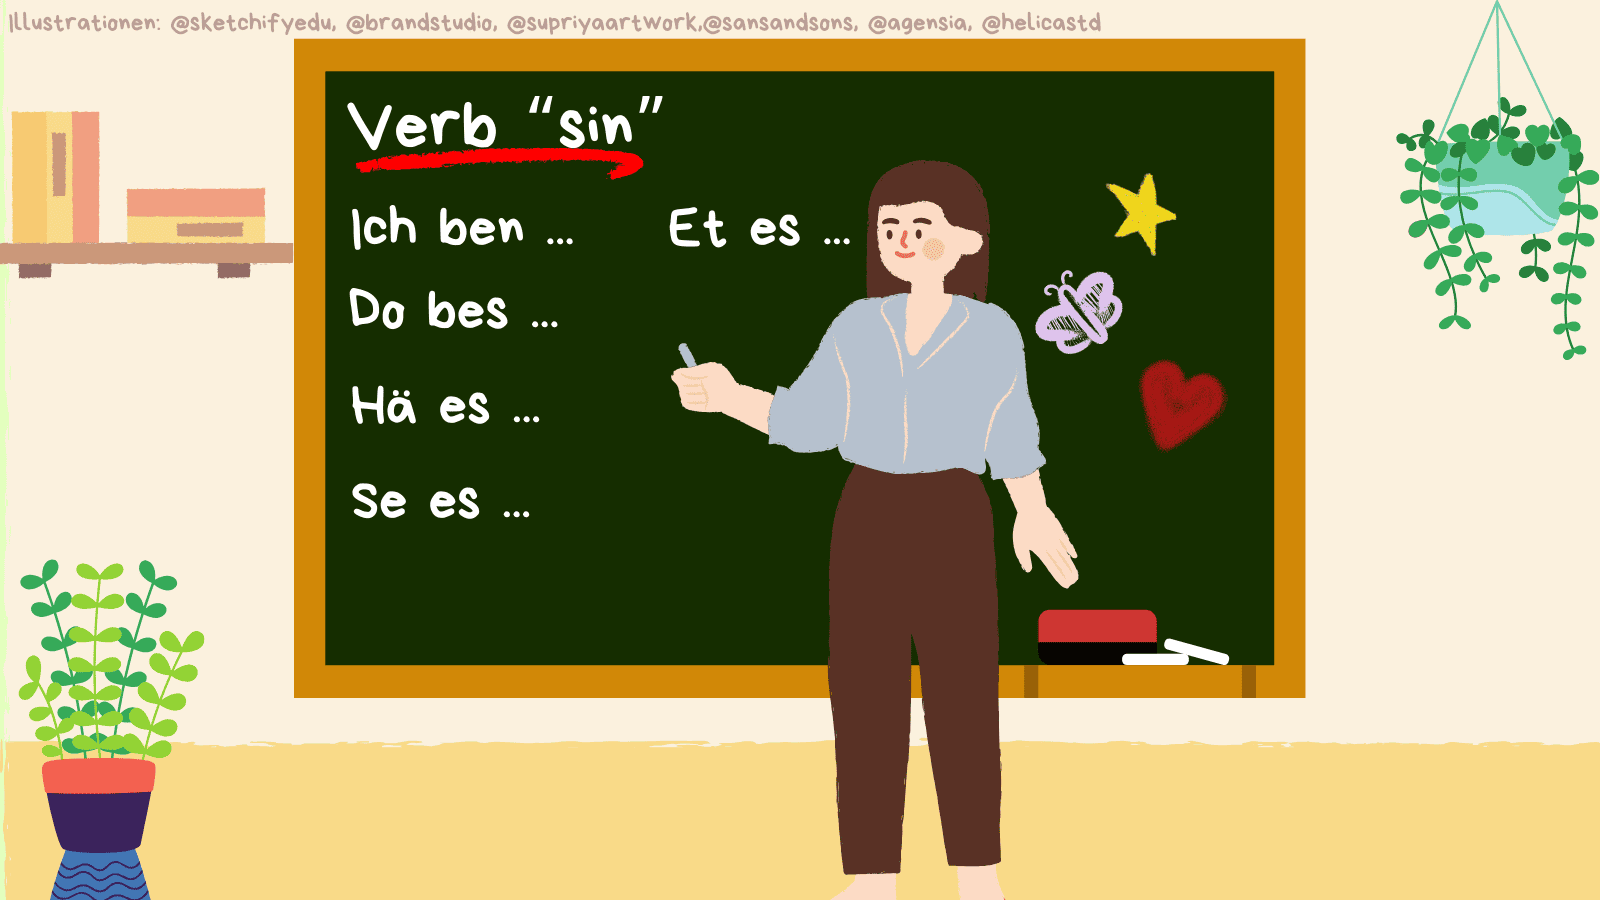 Illustrationen: @sketchifyedu, @brandstudio, @supriyaartwork,@sansandsons, @agensia, @helicastd
Verb “sin”
Ich ben ...
Do bes ...
Hä es ...
Se es ...
Et es ...